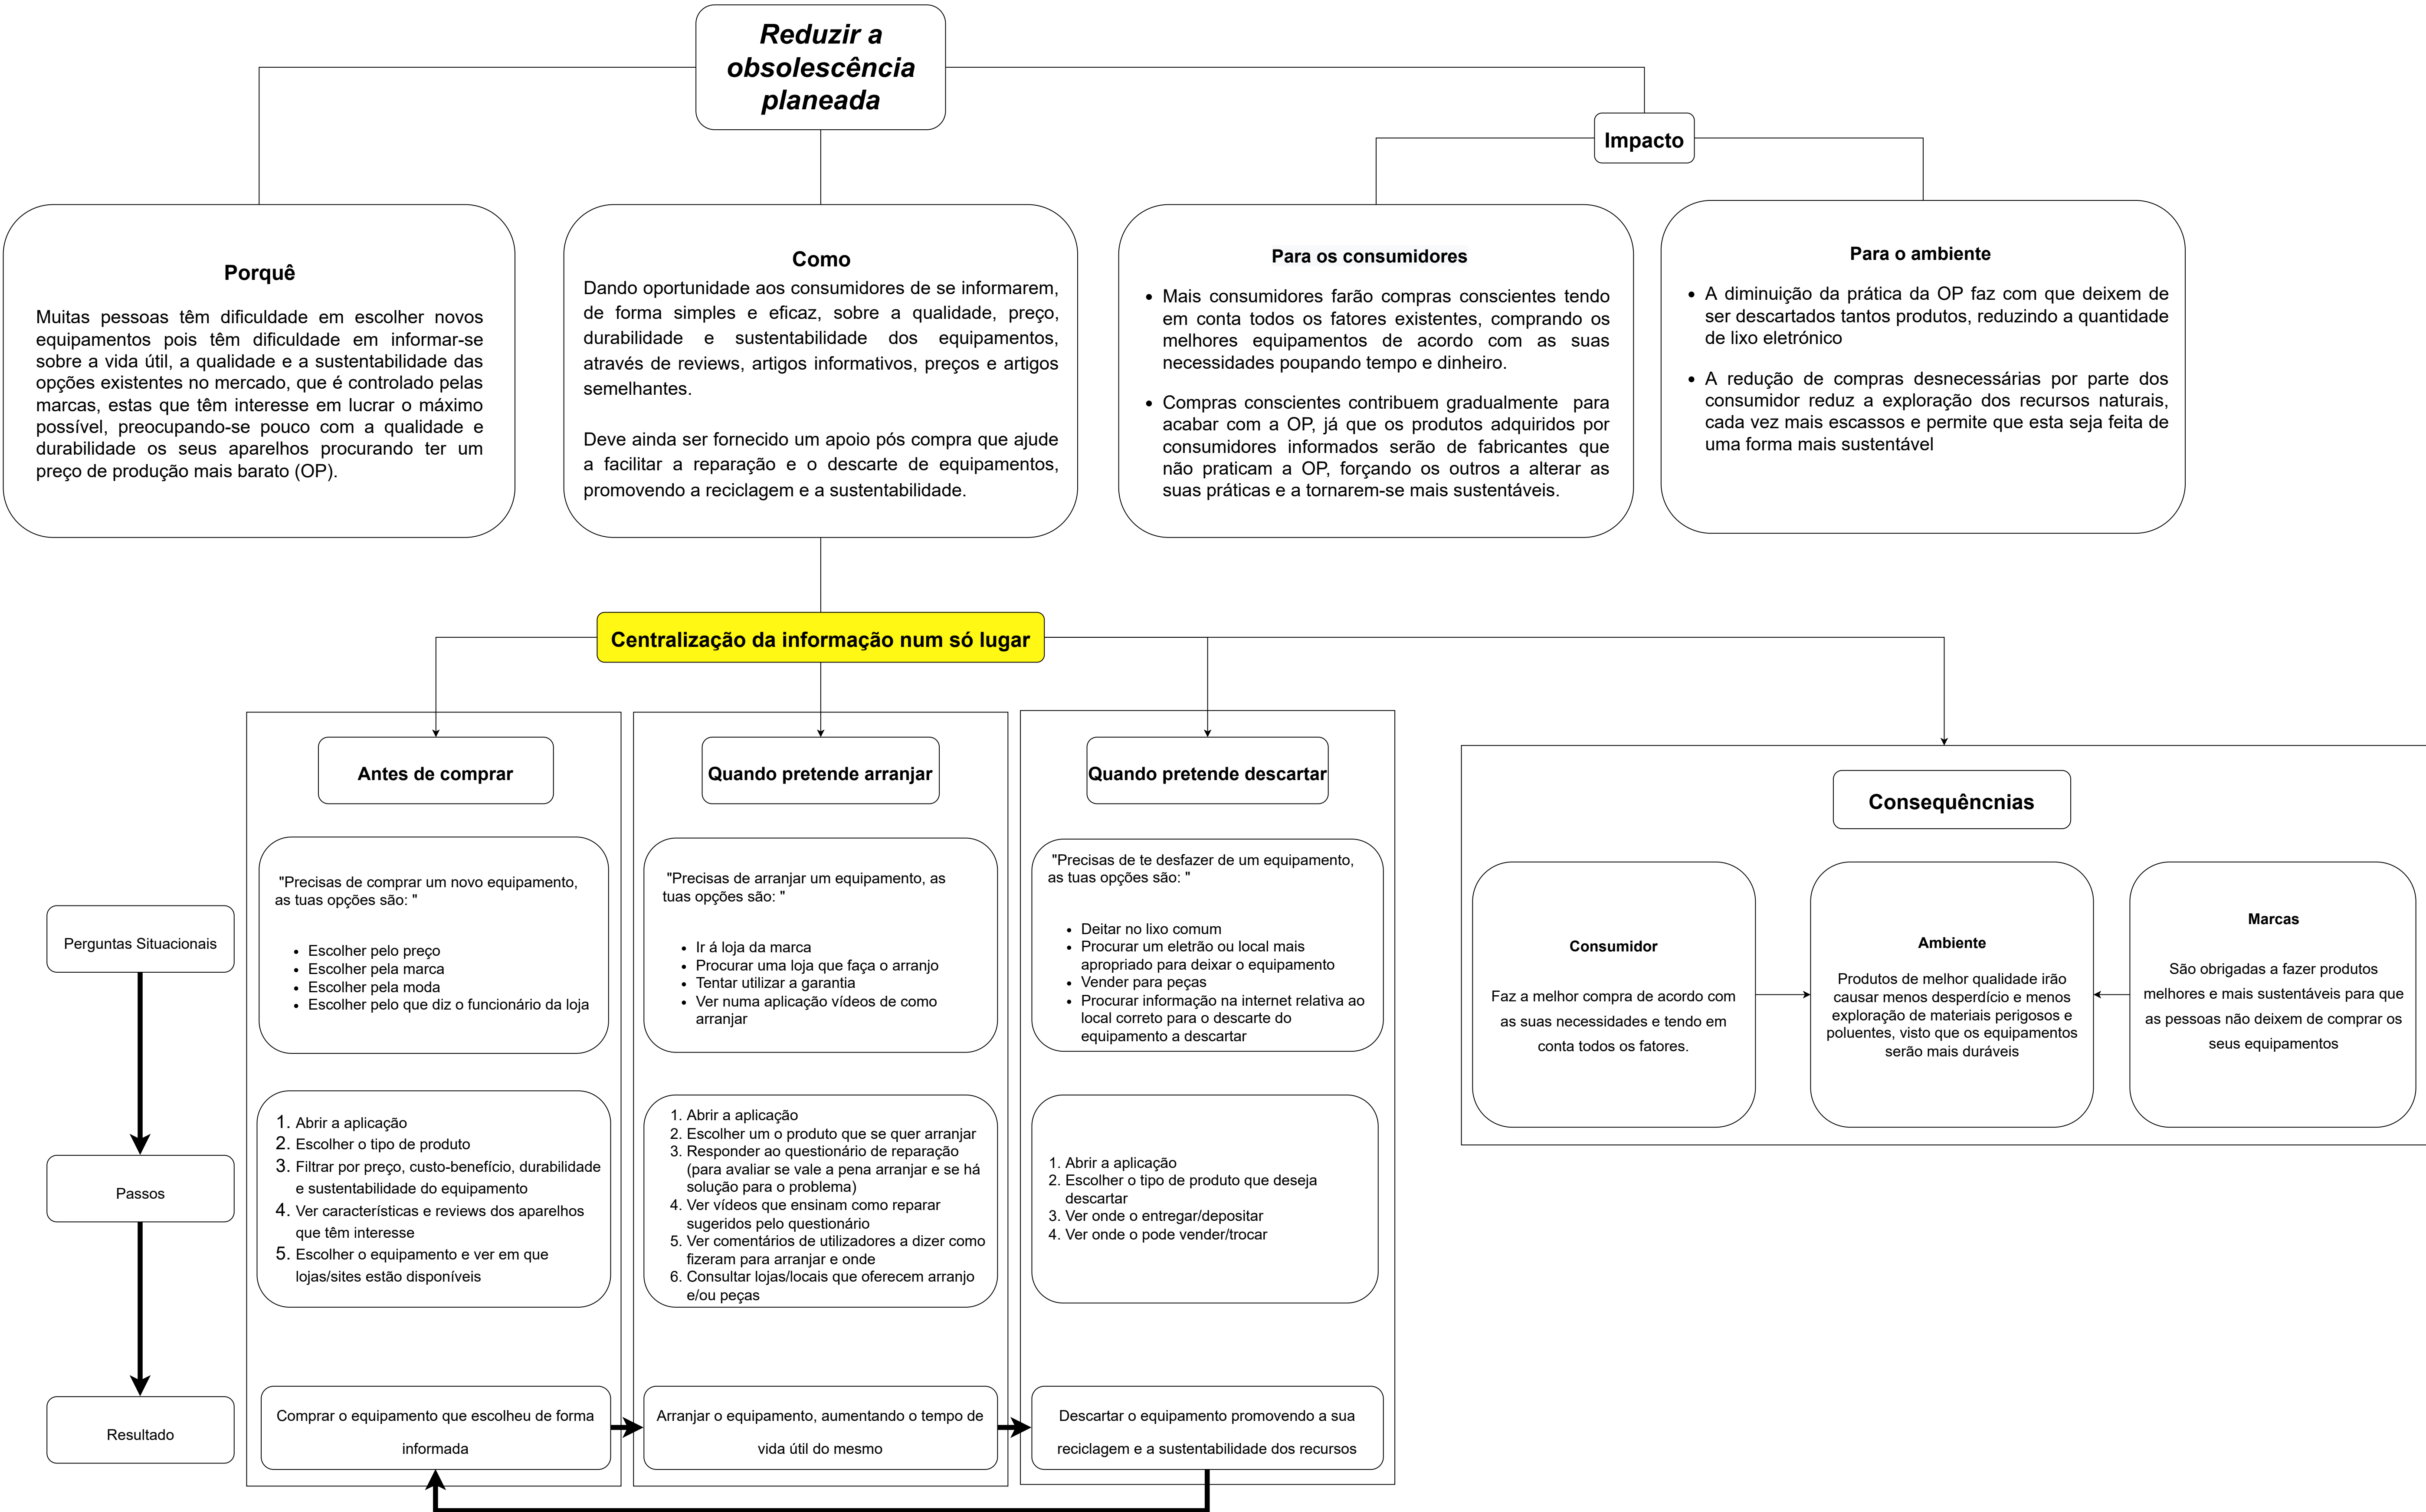 Reduzir a
obsolescência
planeada
Impacto
Porquê
Muitas pessoas têm dificuldade em escolher novos
equipamentos pois têm dificuldade em informar-se
sobre a vida útil, a qualidade e a sustentabilidade das
opções existentes no mercado, que é controlado pelas
marcas, estas que têm interesse em lucrar o máximo
possível, preocupando-se pouco com a qualidade e
durabilidade os seus aparelhos procurando ter um
preço de produção mais barato (OP).
Como
Dando oportunidade aos consumidores de se informarem,
de forma simples e eficaz, sobre a qualidade, preço,
durabilidade e sustentabilidade dos equipamentos,
através de reviews, artigos informativos, preços e artigos
semelhantes.
Deve ainda ser fornecido um apoio pós compra que ajude
a facilitar a reparação e o descarte de equipamentos,
promovendo a reciclagem e a sustentabilidade.
Para os consumidores
• Mais consumidores farão compras conscientes tendo
em conta todos os fatores existentes, comprando os
melhores equipamentos de acordo com as suas
necessidades poupando tempo e dinheiro.
• Compras conscientes contribuem gradualmente para
acabar com a OP, já que os produtos adquiridos por
consumidores informados serão de fabricantes que
não praticam a OP, forçando os outros a alterar as
suas práticas e a tornarem-se mais sustentáveis.
Para o ambiente
• A diminuição da prática da OP faz com que deixem de
ser descartados tantos produtos, reduzindo a quantidade
de lixo eletrónico
• A redução de compras desnecessárias por parte dos
consumidor reduz a exploração dos recursos naturais,
cada vez mais escassos e permite que esta seja feita de
uma forma mais sustentável
Centralização da informação num só lugar
Antes de comprar
Quando pretende arranjar
Quando pretende descartar
Consequêncnias
Perguntas Situacionais
"Precisas de comprar um novo equipamento,
as tuas opções são: "
• Escolher pelo preço
• Escolher pela marca
• Escolher pela moda
• Escolher pelo que diz o funcionário da loja
"Precisas de arranjar um equipamento, as
tuas opções são: "
• Ir á loja da marca
• Procurar uma loja que faça o arranjo
• Tentar utilizar a garantia
• Ver numa aplicação vídeos de como
arranjar
"Precisas de te desfazer de um equipamento,
as tuas opções são: "
• Deitar no lixo comum
• Procurar um eletrão ou local mais
apropriado para deixar o equipamento
• Vender para peças
• Procurar informação na internet relativa ao
local correto para o descarte do
equipamento a descartar
Consumidor
Faz a melhor compra de acordo com
as suas necessidades e tendo em
conta todos os fatores.
Ambiente
Produtos de melhor qualidade irão
causar menos desperdício e menos
exploração de materiais perigosos e
poluentes, visto que os equipamentos
serão mais duráveis
Marcas
São obrigadas a fazer produtos
melhores e mais sustentáveis para que
as pessoas não deixem de comprar os
seus equipamentos
Passos
1. Abrir a aplicação
2. Escolher o tipo de produto
3. Filtrar por preço, custo-benefício, durabilidade
e sustentabilidade do equipamento
4. Ver características e reviews dos aparelhos
que têm interesse
5. Escolher o equipamento e ver em que
lojas/sites estão disponíveis
1. Abrir a aplicação
2. Escolher um o produto que se quer arranjar
3. Responder ao questionário de reparação
(para avaliar se vale a pena arranjar e se há
solução para o problema)
4. Ver vídeos que ensinam como reparar
sugeridos pelo questionário
5. Ver comentários de utilizadores a dizer como
fizeram para arranjar e onde
6. Consultar lojas/locais que oferecem arranjo
e/ou peças
1. Abrir a aplicação
2. Escolher o tipo de produto que deseja
descartar
3. Ver onde o entregar/depositar
4. Ver onde o pode vender/trocar
Resultado
Comprar o equipamento que escolheu de forma
informada
Arranjar o equipamento, aumentando o tempo de
vida útil do mesmo
Descartar o equipamento promovendo a sua
reciclagem e a sustentabilidade dos recursos